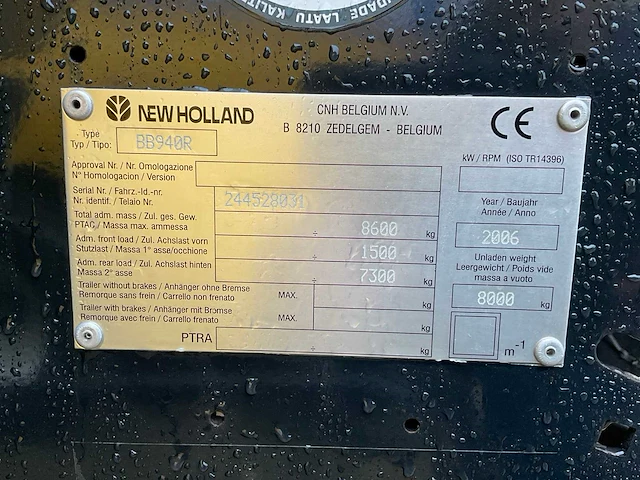 IDADE LAATU KALIT
NEW HOLLAND
CNH BELGIUM N.V.
B 8210 ZEDELGEM - BELGIUM
CE
Type
Typ / Tipo:
BB940R
Approval Nr / Nr. Omologazione
N° Homologacion / Version
kW / RPM (ISO TR14396)
Serial Nr. / Fahrz.-Id.-nr.
Nr. identif. / Telaio Nr.
244528031
Year / Baujahr
Année / Anno
2006
Total adm. mass / Zul. ges. Gew.
PTAC / Massa max. ammessa
÷ 8600 kg
Adm. front load / Zul. Achslast vorn
Stutzlast / Massa 1° asse/occhione
÷ 1500 kg
Adm. rear load / Zul. Achslast hinten
Massa 2° asse
÷ 7300 kg
Unladen weight
Leergewicht / Poids vide
massa a vuoto
8000 kg
Trailer without brakes / Anhänger ohne Bremse
Remorque sans frein / Carrello non frenato
MAX. kg
Trailer with brakes / Anhänger mit Bremse
Remorque avec frein / Carrello frenato
MAX. kg
PTRA ÷ kg
m-1